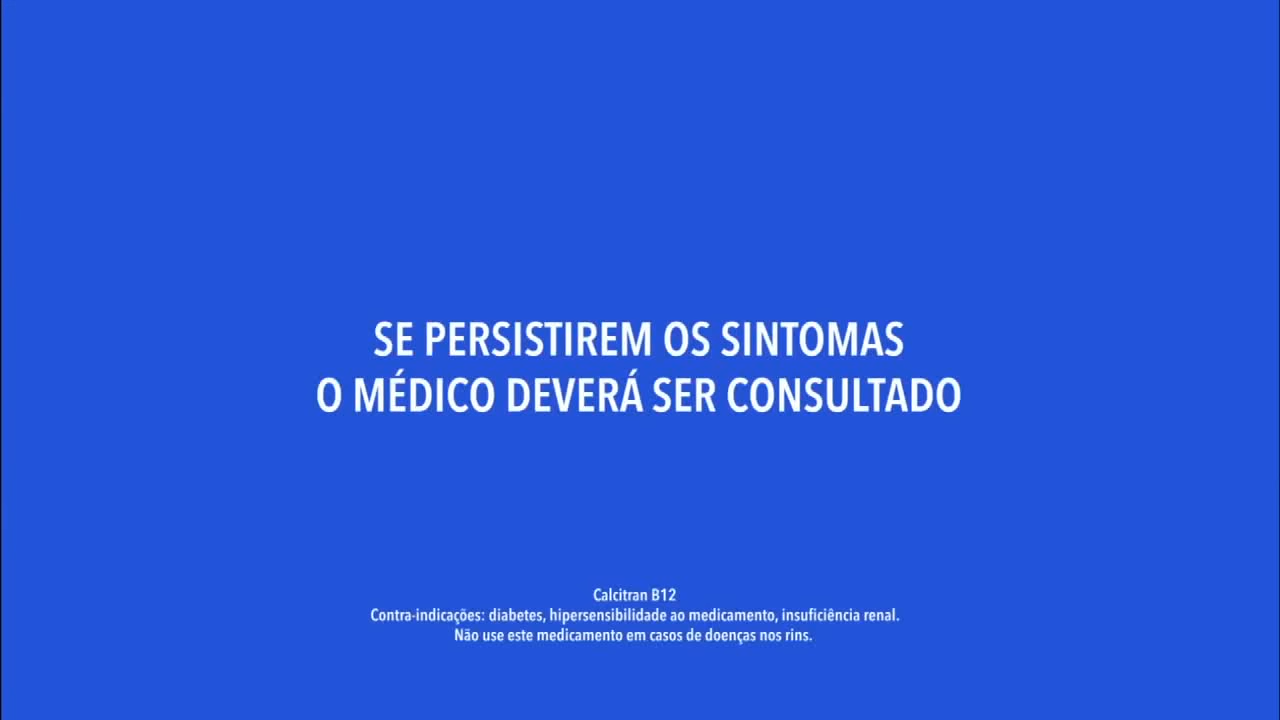 SE PERSISTIREM OS SINTOMAS
O MÉDICO DEVERÁ SER CONSULTADO
Calcitran B12
Contra-indicações: diabetes, hipersensibilidade ao medicamento, insuficiência renal.
Não use este medicamento em casos de doenças nos rins.